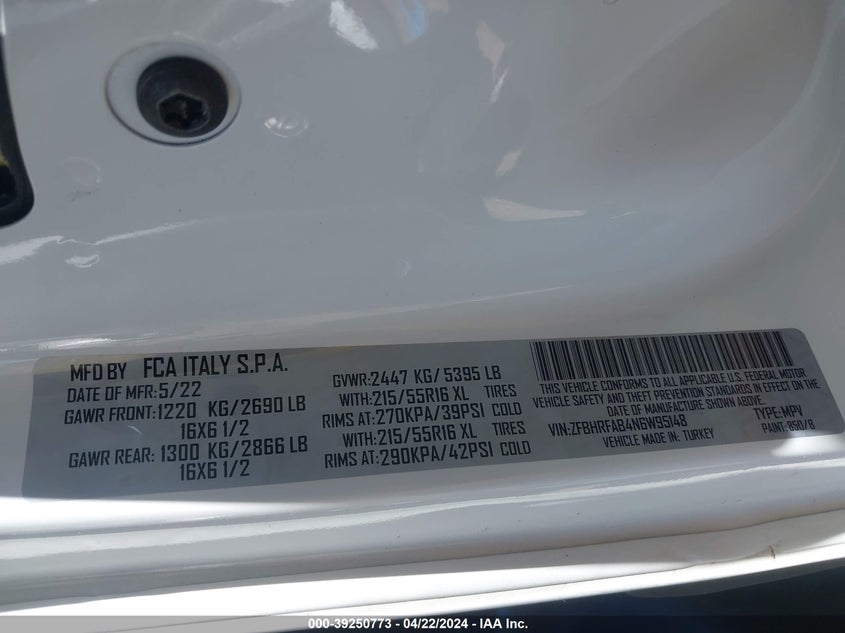 MFD BY FCA ITALY S.P.A.
DATE OF MFR: 5/22
GAWR FRONT: 1220 KG/2690 LB
16X6 1/2
GAWR REAR: 1300 KG/2866 LB
16X6 1/2
GVWR: 2447 KG/ 5395 LB
WITH: 215/55R16 XL TIRES
RIMS AT: 270KPA/39PSI COLD
WITH: 215/55R16 XL TIRES
RIMS AT: 290KPA/42PSI COLD
THIS VEHICLE CONFORMS TO ALL APPLICABLE U.S. FEDERAL MOTOR
VEHICLE SAFETY AND THEFT PREVENTION STANDARDS IN EFFECT ON THE
DATE OF MANUFACTURE SHOWN ABOVE.
VIN: ZFBHRFAB4N6W95148 TYPE: MPV
VEHICLE MADE IN: TURKEY PAINT: 850/B
000-39250773 - 04/22/2024 - IAA Inc.